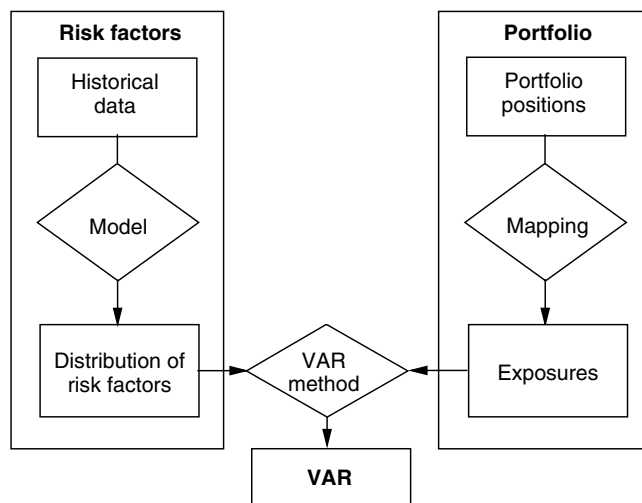 Risk factors
Historical
data
Model
Distribution of
risk factors
Portfolio
Portfolio
positions
Mapping
Exposures
VAR
method
VAR